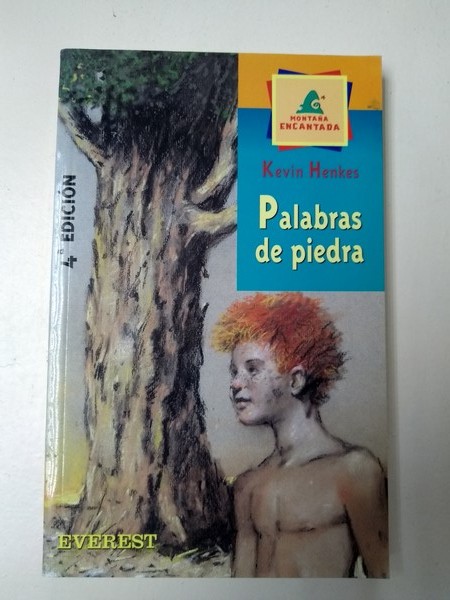 MONTAÑA
ENCANTADA
Kevin Henkes
Palabras
de piedra
4ª EDICIÓN
EVEREST